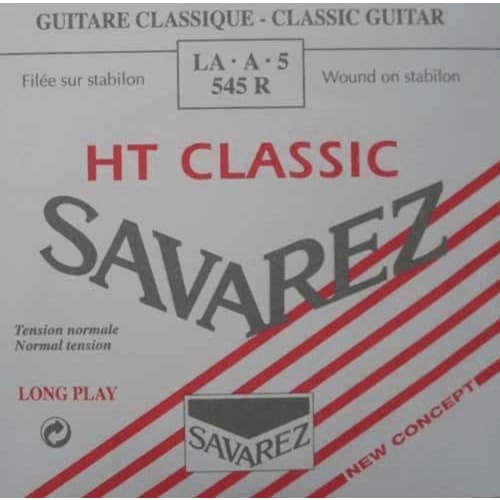 GUITARE CLASSIQUE - CLASSIC GUITAR
Filée sur stabilon
LA · A · 5
545 R
Wound on stabilon
HT CLASSIC
SAVAREZ
Tension normale
Normal tension
LONG PLAY
SAVAREZ
NEW CONCEPT